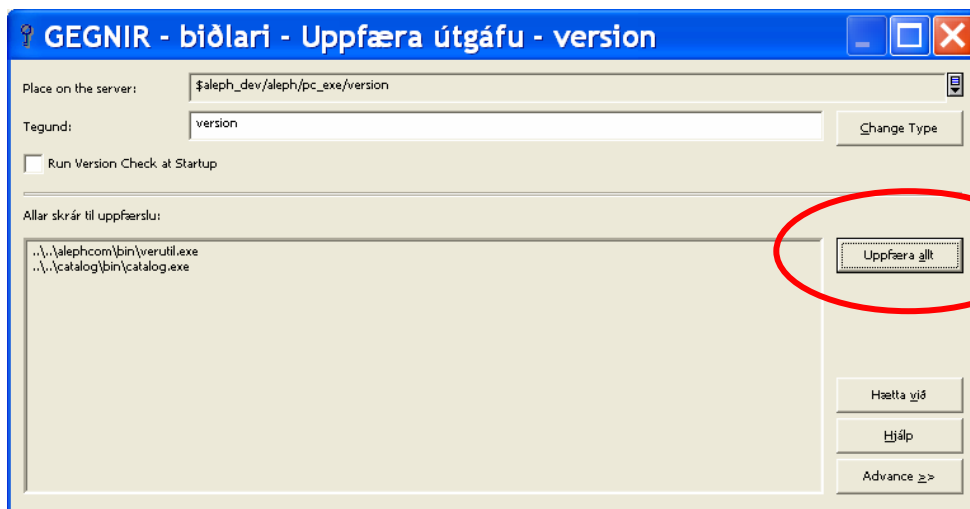 GEGNIR - biðlari - Uppfæra útgáfu - version
Place on the server: $aleph_dev/aleph/pc_exe/version
Tegund: version Change Type
Run Version Check at Startup
Allar skrár til uppfærslu:
..\..\alephcom\bin\verutil.exe
..\..\catalog\bin\catalog.exe
Uppfæra allt
Hætta við
Hjálp
Advance >>